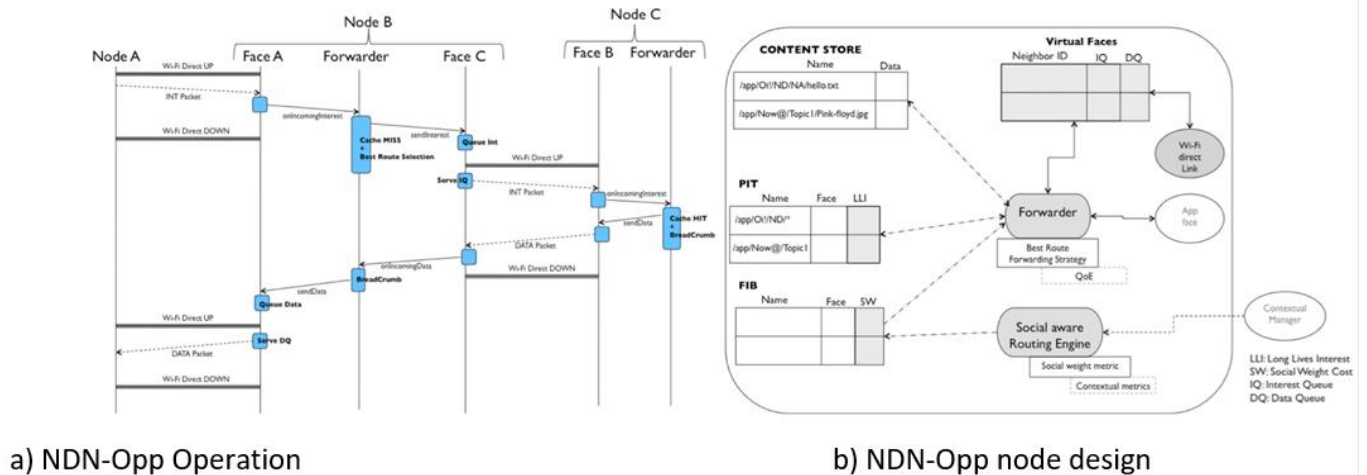 Node B
Node C
Node A
Face A
Forwarder
Face C
Face B
Forwarder
Wi-Fi Direct UP
INT Packet
onIncomingInterest
sendInterest
Wi-Fi Direct DOWN
Cache MISS
+
Best Route Selection
Queue Int
Wi-Fi Direct UP
Serve IQ
INT Packet
onIncomingInterest
Cache HIT
+
BreadCrumb
sendData
DATA Packet
onIncomingData
Wi-Fi Direct DOWN
BreadCrumb
sendData
Queue Data
Wi-Fi Direct UP
Serve DQ
DATA Packet
Wi-Fi Direct DOWN
a) NDN-Opp Operation
CONTENT STORE
Name
Data
/app/Oi!/ND/NA/hello.txt
/app/Now@/Topic1/Pink-floyd.jpg
Virtual Faces
Neighbor ID
IQ
DQ
Wi-Fi
direct
Link
PIT
Name
Face
LLI
/app/Oi!/ND/*
/app/Now@/Topic1
Forwarder
App
face
Best Route
Forwarding Strategy
QoE
FIB
Name
Face
SW
Social aware
Routing Engine
Social weight metric
Contextual metrics
Contextual
Manager
LLI: Long Lives Interest
SW: Social Weight Cost
IQ: Interest Queue
DQ: Data Queue
b) NDN-Opp node design